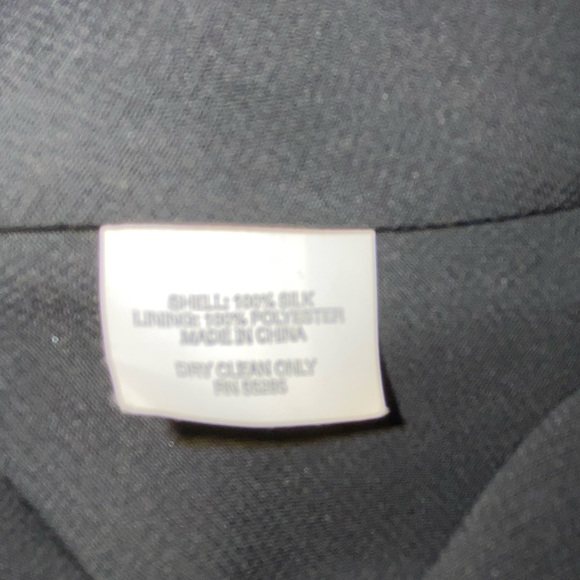 SHELL: 100% SILK
LINING: 100% POLYESTER
MADE IN CHINA
DRY CLEAN ONLY
RN